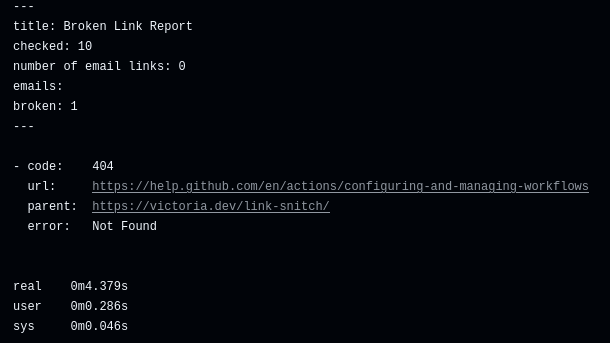 ---
title: Broken Link Report
checked: 10
number of email links: 0
emails:
broken: 1
---
- code:    404
  url:     https://help.github.com/en/actions/configuring-and-managing-workflows
  parent:  https://victoria.dev/link-snitch/
  error:   Not Found
real    0m4.379s
user    0m0.286s
sys     0m0.046s